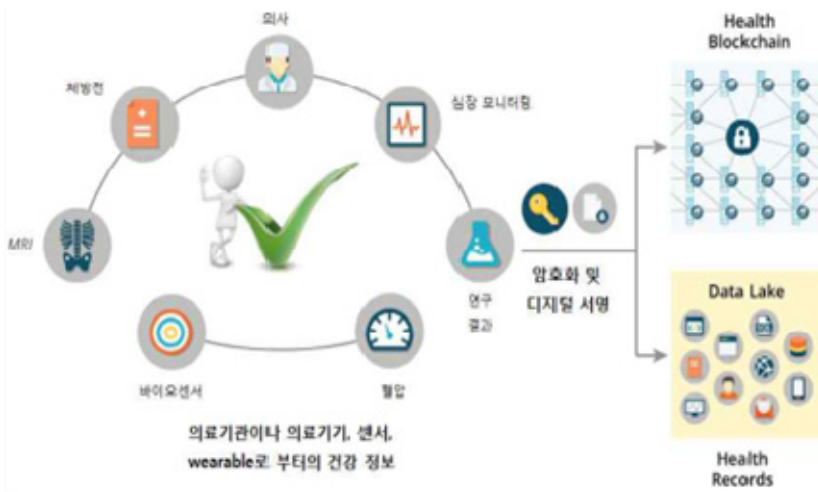 의사
Health
Blockchain
처방전
심장 모니터링
MRI
연구
결과
암호화 및
디지털 서명
Data Lake
바이오센서
혈압
의료기관이나 의료기기, 센서,
wearable로 부터의 건강 정보
Health
Records